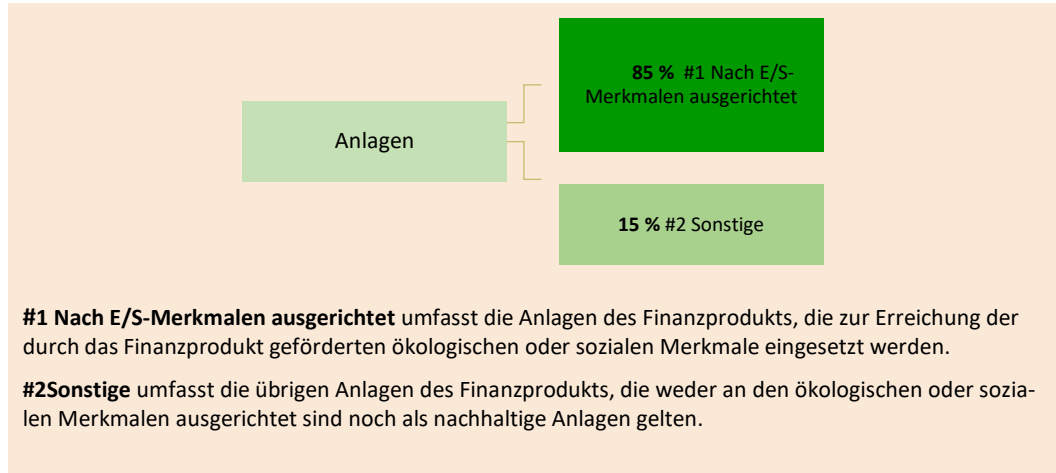 85 % #1 Nach E/S-
Merkmalen ausgerichtet
Anlagen
15 % #2 Sonstige
#1 Nach E/S-Merkmalen ausgerichtet umfasst die Anlagen des Finanzprodukts, die zur Erreichung der
durch das Finanzprodukt geförderten ökologischen oder sozialen Merkmale eingesetzt werden.
#2Sonstige umfasst die übrigen Anlagen des Finanzprodukts, die weder an den ökologischen oder sozia-
len Merkmalen ausgerichtet sind noch als nachhaltige Anlagen gelten.